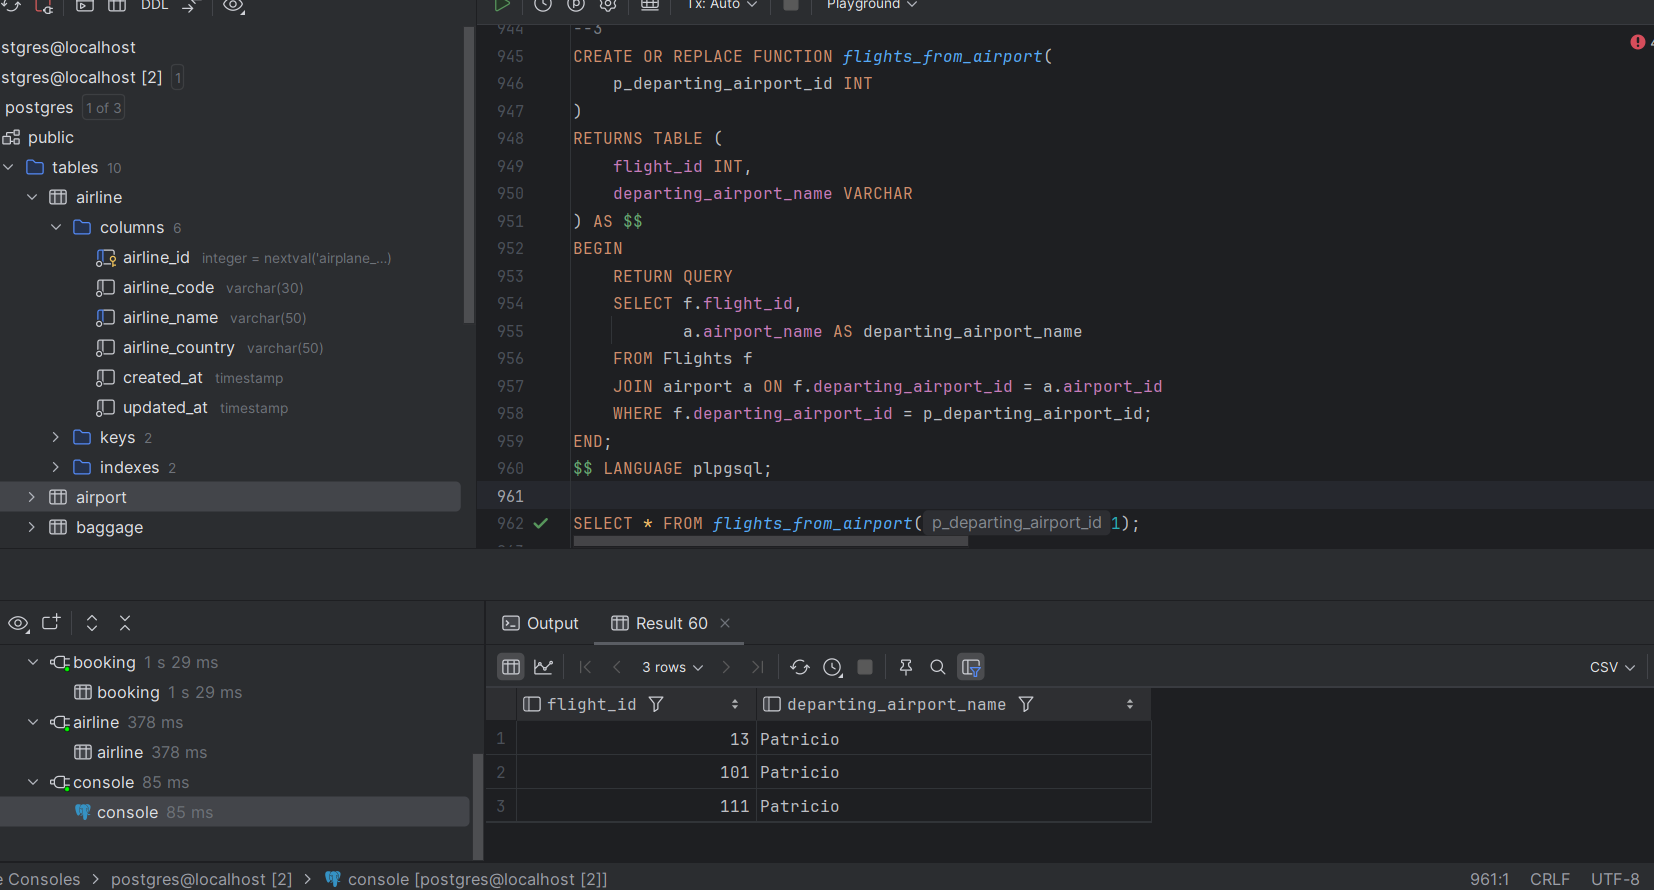 DDL
Tx: Auto
Playground
stgres@localhost
stgres@localhost [2] 1
postgres 1 of 3
public
tables 10
airline
columns 6
airline_id integer = nextval('airplane_...)
airline_code varchar(30)
airline_name varchar(50)
airline_country varchar(50)
created_at timestamp
updated_at timestamp
keys 2
indexes 2
airport
baggage
944 --3
945 CREATE OR REPLACE FUNCTION flights_from_airport(
946 p_departing_airport_id INT
947 )
948 RETURNS TABLE (
949 flight_id INT,
950 departing_airport_name VARCHAR
951 ) AS $$
952 BEGIN
953 RETURN QUERY
954 SELECT f.flight_id,
955 a.airport_name AS departing_airport_name
956 FROM Flights f
957 JOIN airport a ON f.departing_airport_id = a.airport_id
958 WHERE f.departing_airport_id = p_departing_airport_id;
959 END;
960 $$ LANGUAGE plpgsql;
961
962 SELECT * FROM flights_from_airport( p_departing_airport_id 1);
booking 1 s 29 ms
booking 1 s 29 ms
airline 378 ms
airline 378 ms
console 85 ms
console 85 ms
Output Result 60
3 rows
CSV
flight_id departing_airport_name
1 13 Patricio
2 101 Patricio
3 111 Patricio
e Consoles > postgres@localhost [2] > console [postgres@localhost [2]]
961:1 CRLF UTF-8